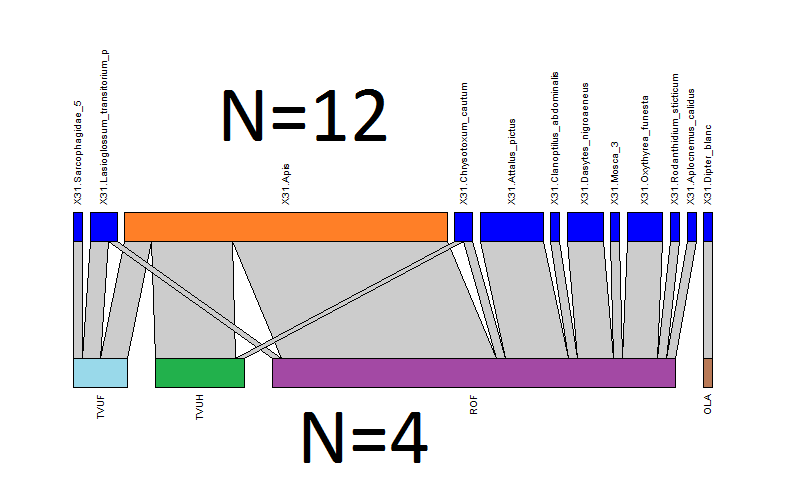 X31.Sarcophagidae_5
X31.Lasioglossum_transitorium_p
X31.Apis
X31.Chrysotoxum_cautum
X31.Attalus_pictus
X31.Clanoptilus_abdominalis
X31.Dasytes_nigroaeneus
X31.Mosca_3
X31.Oxythyrea_funesta
X31.Rodanthidium_sticticum
X31.Aplocnemus_calidus
X31.Dipter_blanc
N=12
TVUF
TVUH
ROF
OLA
N=4